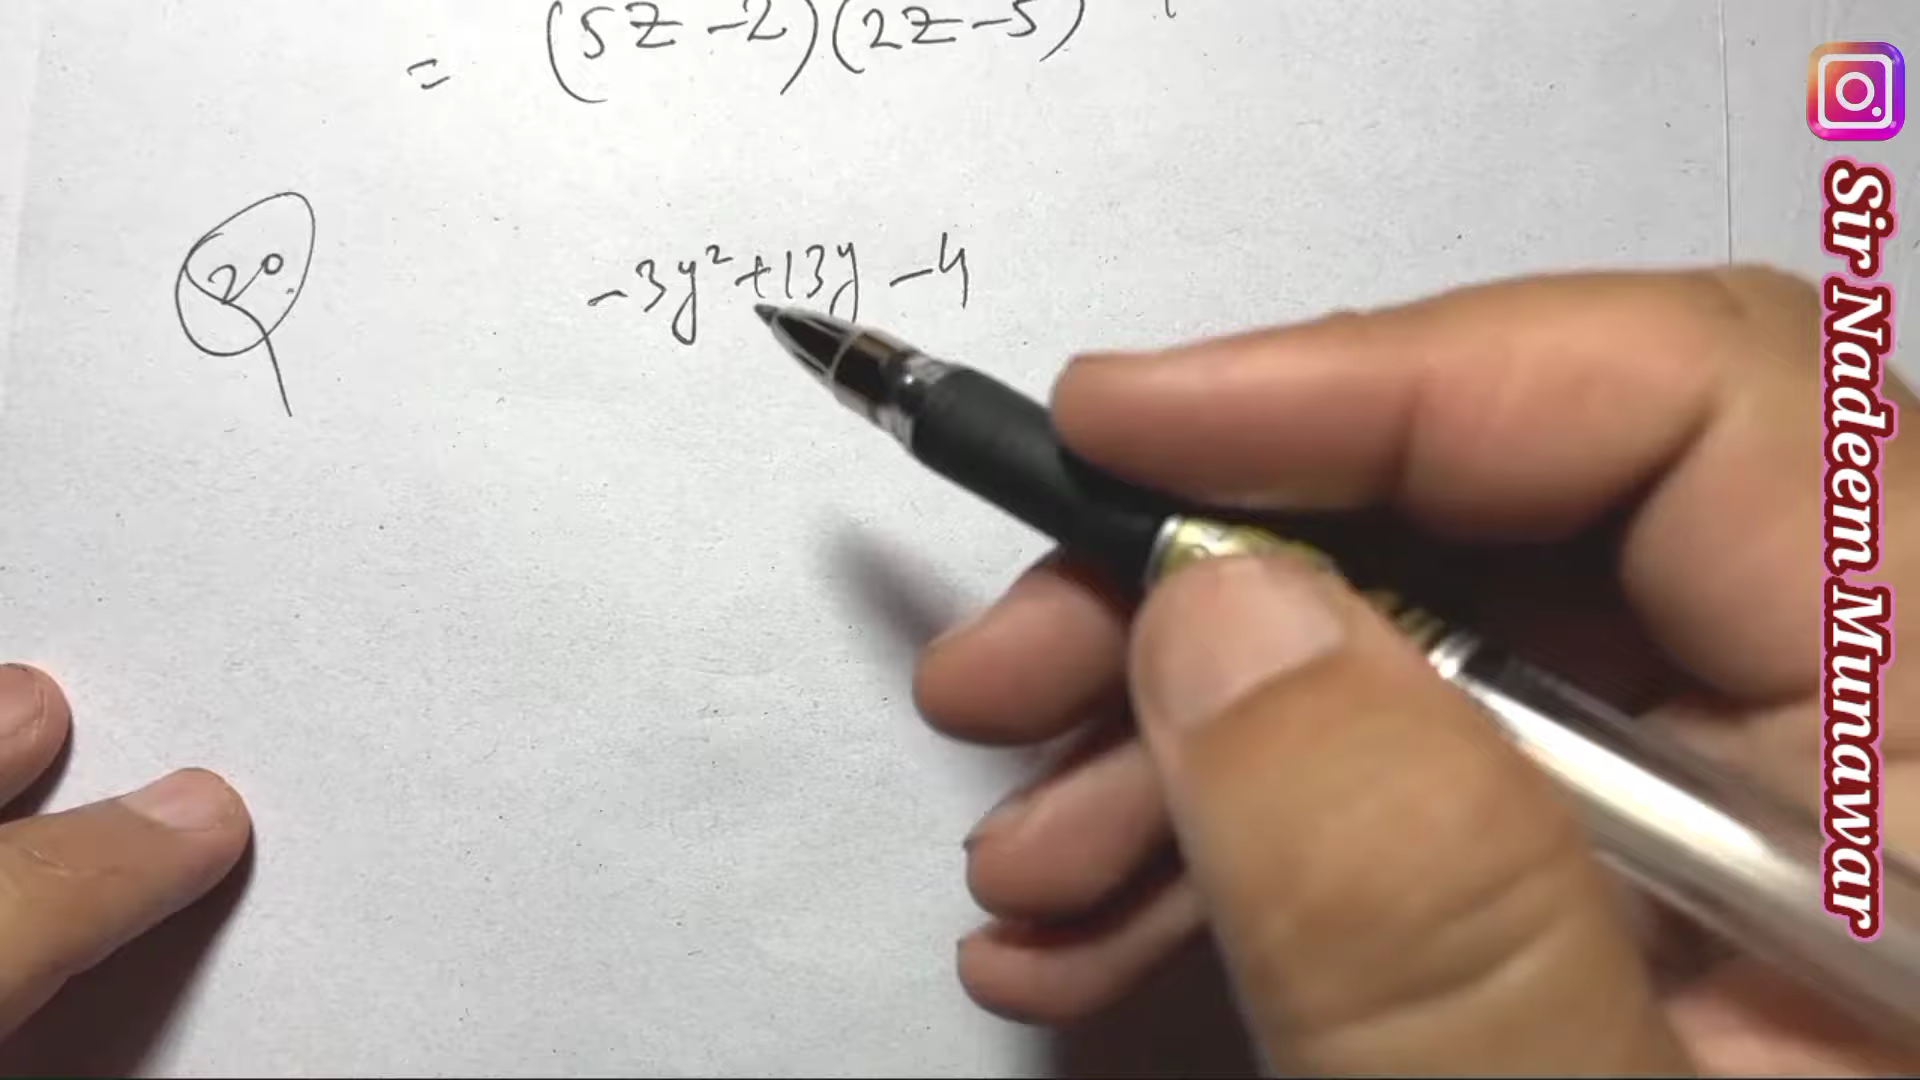 = (5z-2)(2z-5)
20.
-3y²+13y-4
Sir Nadeem Munawar